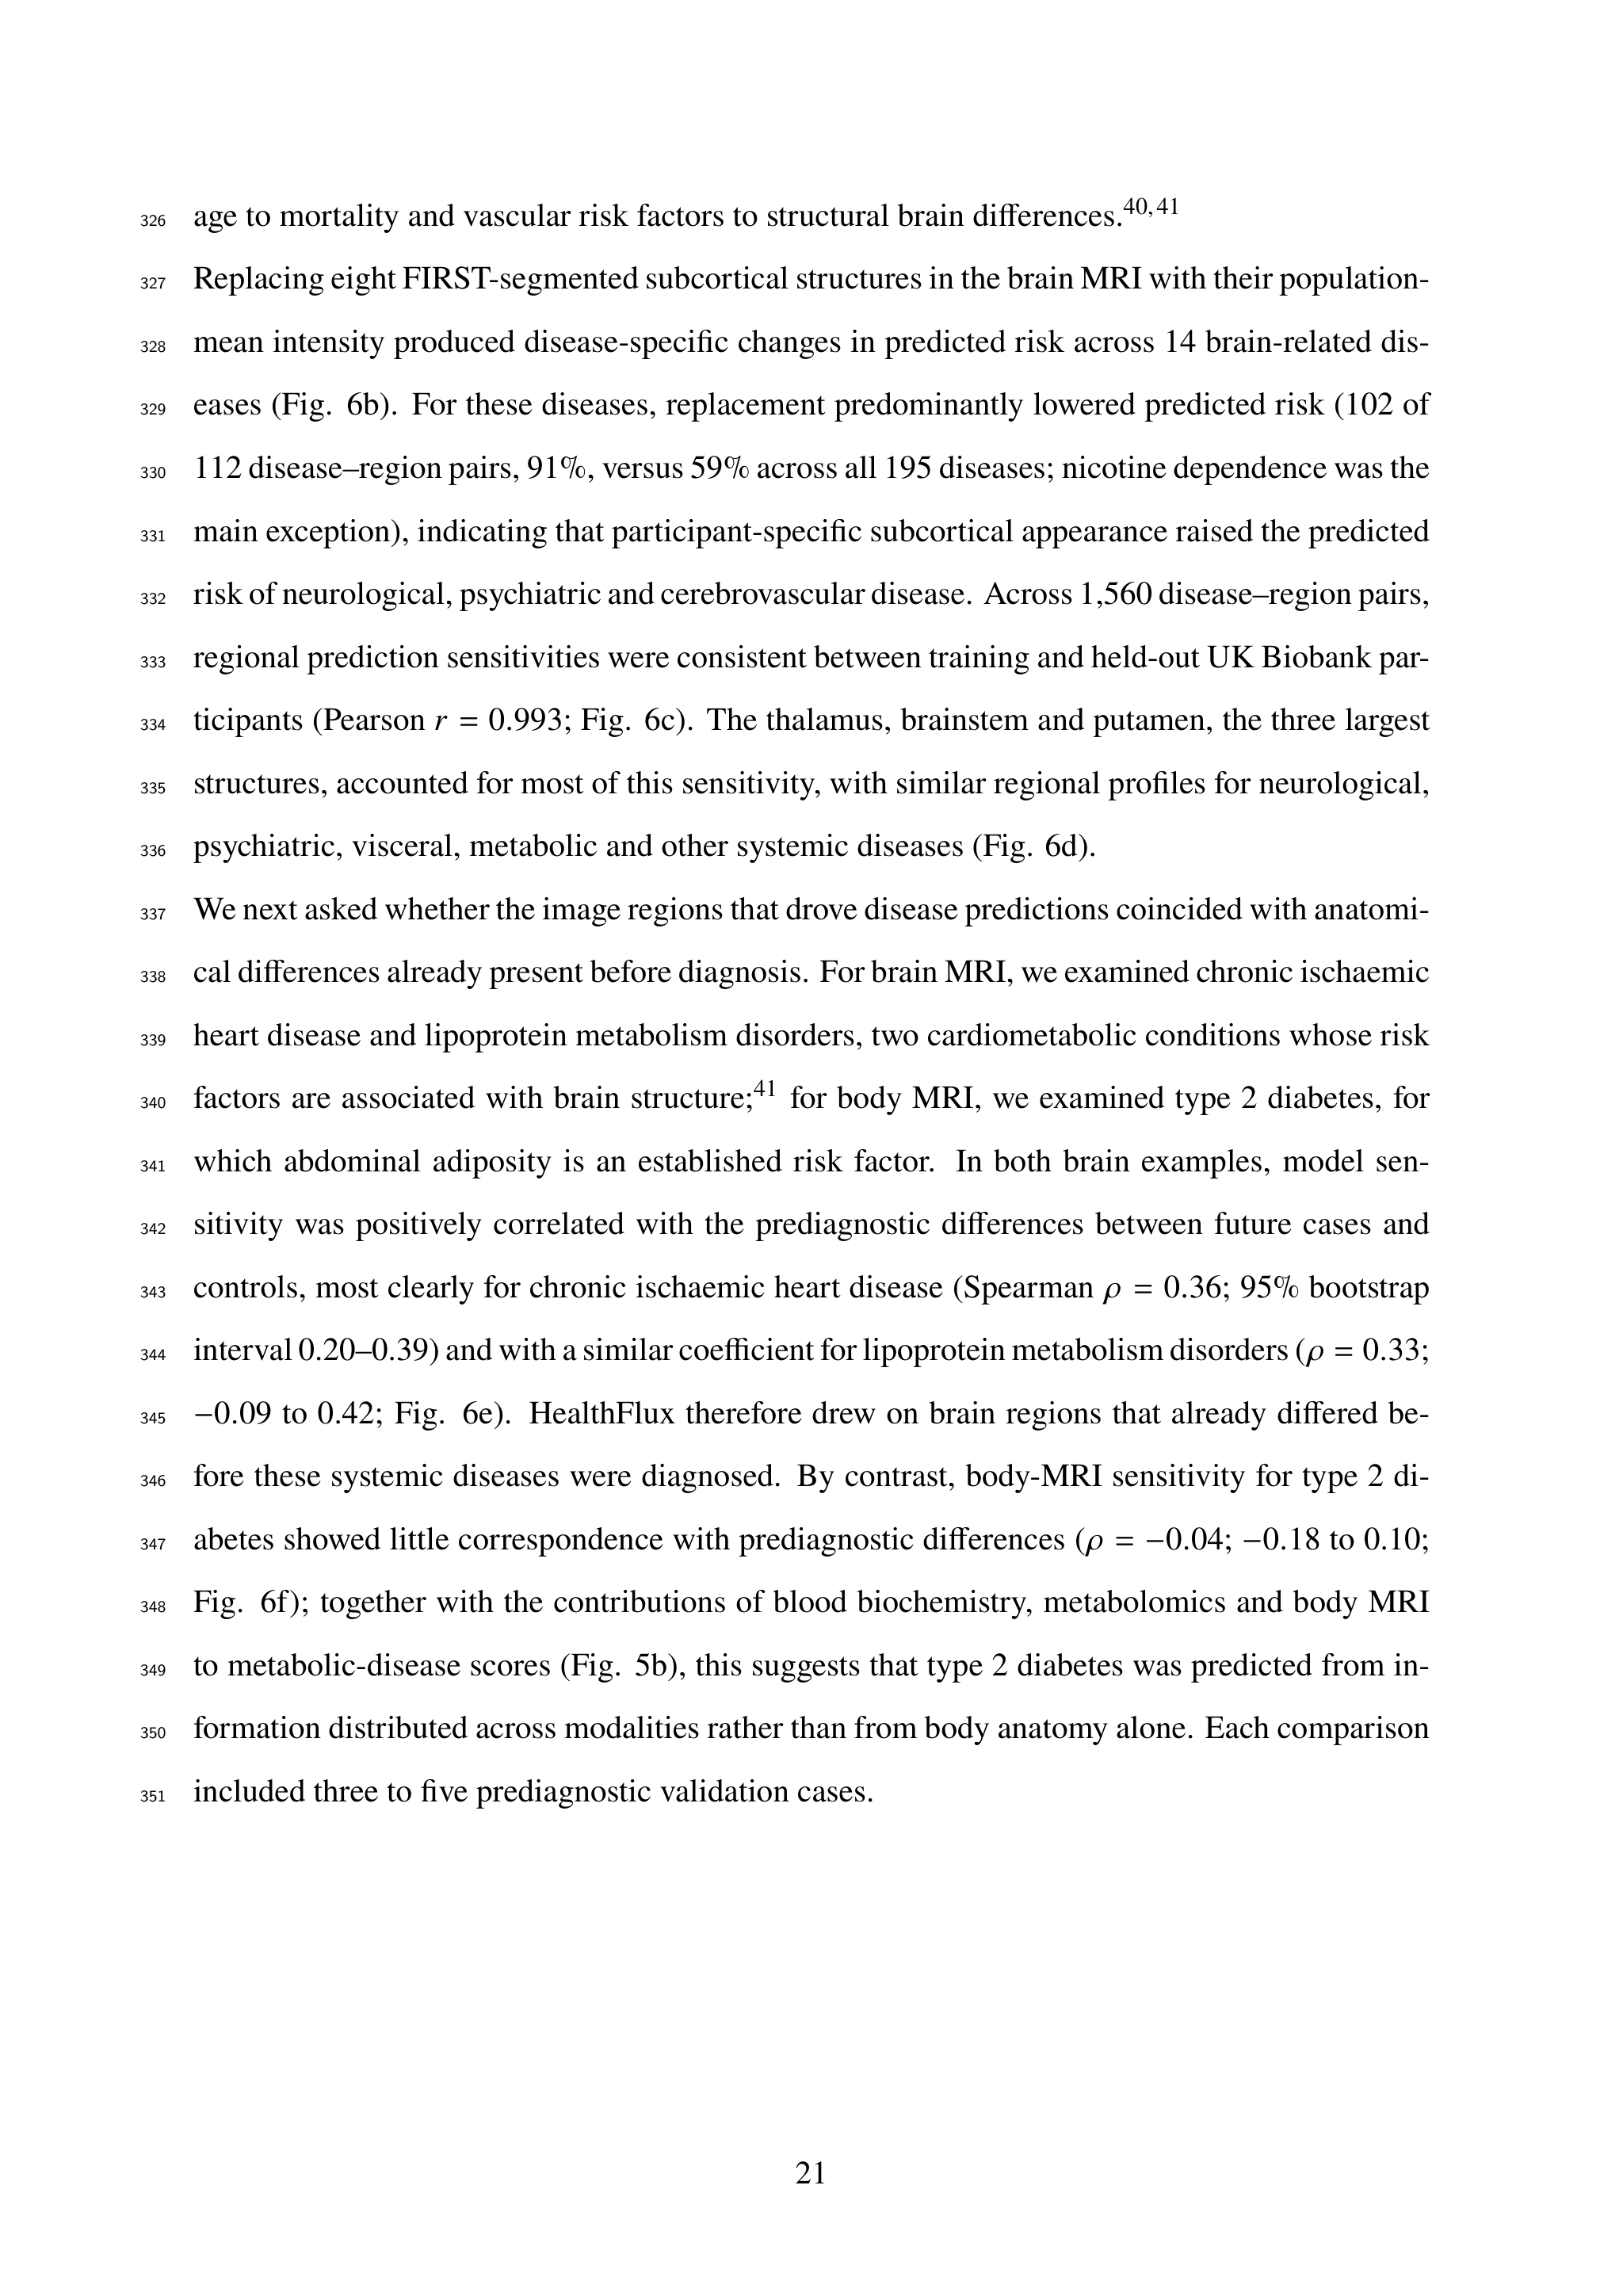 326 age to mortality and vascular risk factors to structural brain differences.40,41
327 Replacing eight FIRST-segmented subcortical structures in the brain MRI with their population-
328 mean intensity produced disease-specific changes in predicted risk across 14 brain-related dis-
329 eases (Fig. 6b). For these diseases, replacement predominantly lowered predicted risk (102 of
330 112 disease–region pairs, 91%, versus 59% across all 195 diseases; nicotine dependence was the
331 main exception), indicating that participant-specific subcortical appearance raised the predicted
332 risk of neurological, psychiatric and cerebrovascular disease. Across 1,560 disease–region pairs,
333 regional prediction sensitivities were consistent between training and held-out UK Biobank par-
334 ticipants (Pearson r = 0.993; Fig. 6c). The thalamus, brainstem and putamen, the three largest
335 structures, accounted for most of this sensitivity, with similar regional profiles for neurological,
336 psychiatric, visceral, metabolic and other systemic diseases (Fig. 6d).
337 We next asked whether the image regions that drove disease predictions coincided with anatomi-
338 cal differences already present before diagnosis. For brain MRI, we examined chronic ischaemic
339 heart disease and lipoprotein metabolism disorders, two cardiometabolic conditions whose risk
340 factors are associated with brain structure;41 for body MRI, we examined type 2 diabetes, for
341 which abdominal adiposity is an established risk factor. In both brain examples, model sen-
342 sitivity was positively correlated with the prediagnostic differences between future cases and
343 controls, most clearly for chronic ischaemic heart disease (Spearman ρ = 0.36; 95% bootstrap
344 interval 0.20–0.39) and with a similar coefficient for lipoprotein metabolism disorders (ρ = 0.33;
345 −0.09 to 0.42; Fig. 6e). HealthFlux therefore drew on brain regions that already differed be-
346 fore these systemic diseases were diagnosed. By contrast, body-MRI sensitivity for type 2 di-
347 abetes showed little correspondence with prediagnostic differences (ρ = −0.04; −0.18 to 0.10;
348 Fig. 6f); together with the contributions of blood biochemistry, metabolomics and body MRI
349 to metabolic-disease scores (Fig. 5b), this suggests that type 2 diabetes was predicted from in-
350 formation distributed across modalities rather than from body anatomy alone. Each comparison
351 included three to five prediagnostic validation cases.
21